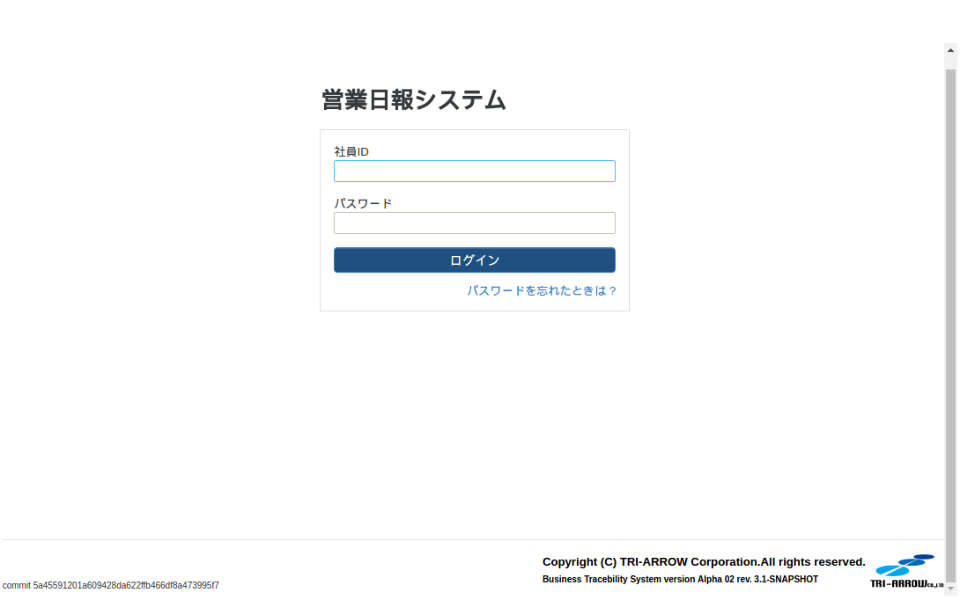 営業日報システム
社員ID
パスワード
ログイン
パスワードを忘れたときは？
Copyright (C) TRI-ARROW Corporation.All rights reserved.
Business Tracebility System version Alpha 02 rev. 3.1-SNAPSHOT
TRI-ARROW CO.,LTD
commit 5a45591201a609428da622ffb466df8a473995f7